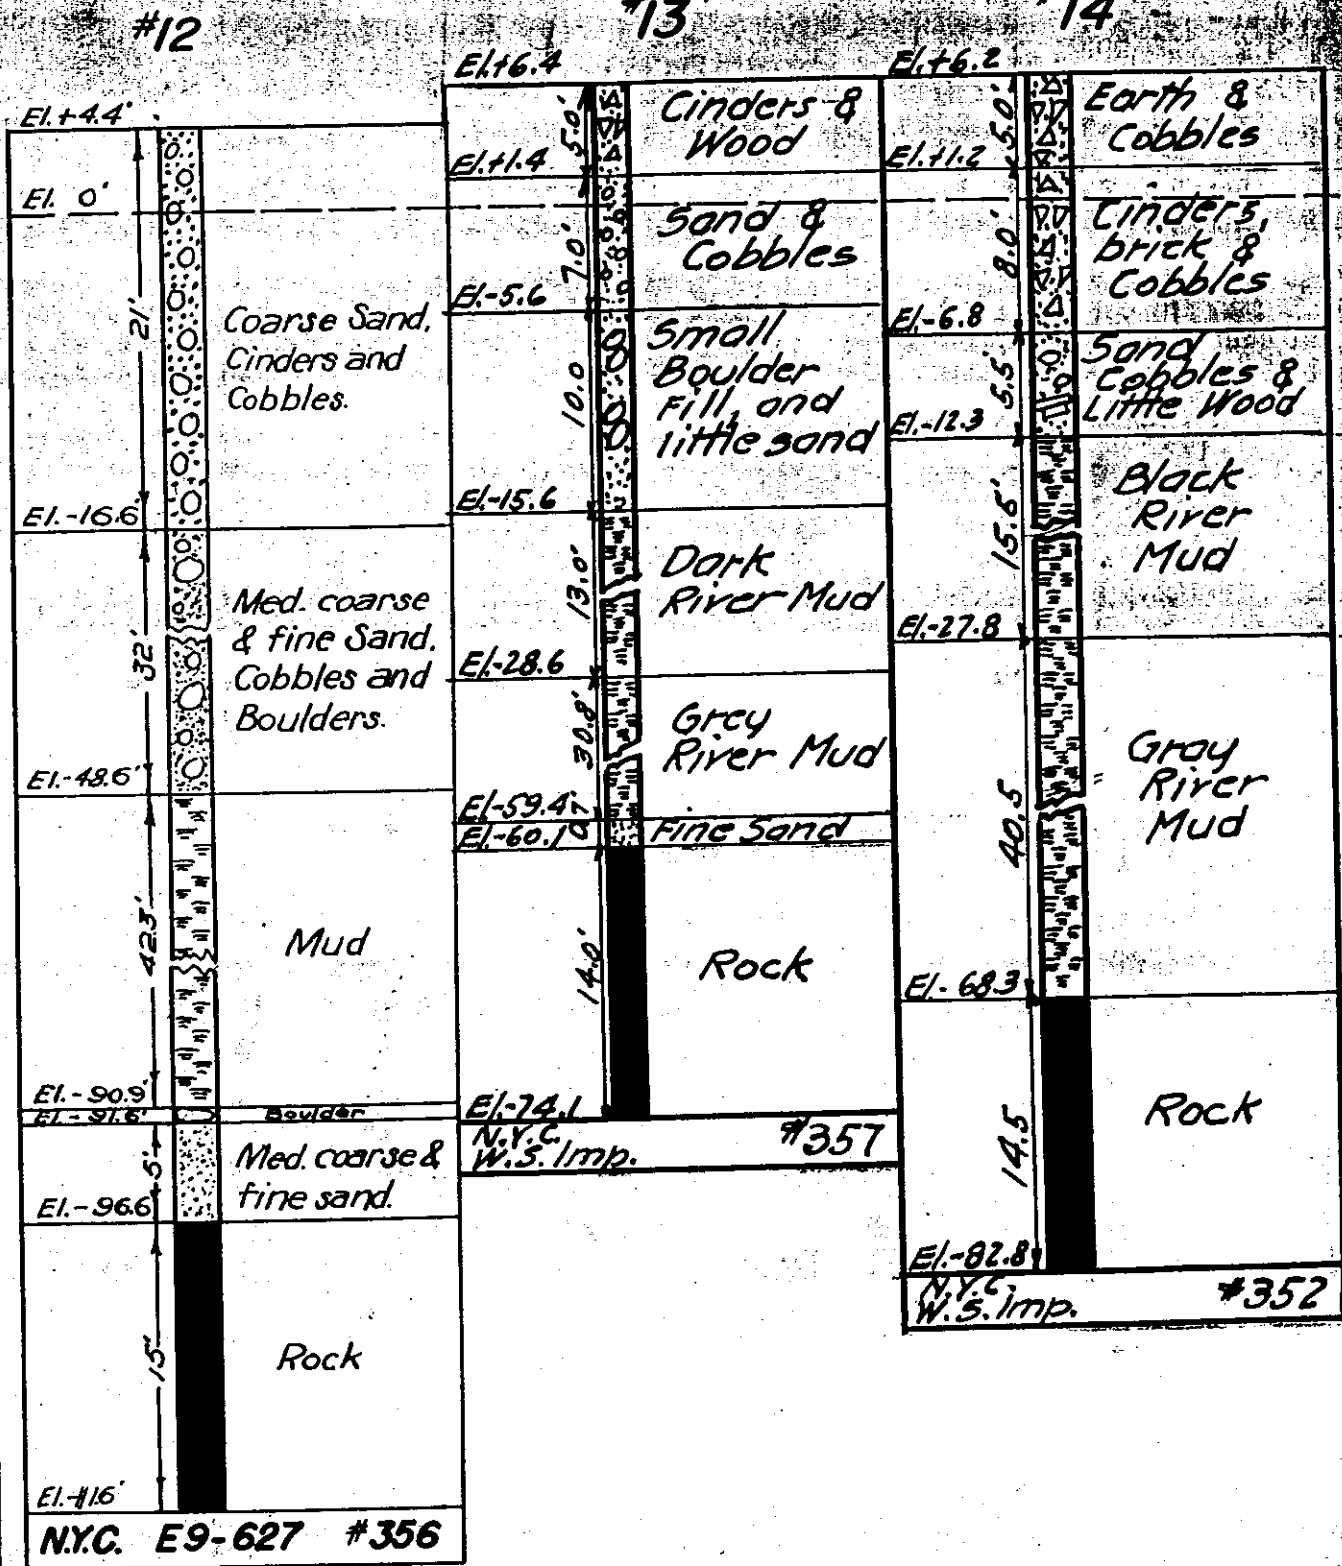 #12
El.+4.4'
El. 0'
21'
Coarse Sand,
Cinders and
Cobbles.
El.-16.6'
32'
Med. coarse
& fine Sand.
Cobbles and
Boulders.
El.-48.6'
42.3'
Mud
El.-90.9'
El.-91.6'
Boulder
5'
Med. coarse &
fine sand.
El.-96.6
15'
Rock
El.-111.6'
N.Y.C. E9-627 #356
#13
El.+6.4
5.0'
Cinders &
Wood
El.+1.4
7.0'
Sand &
Cobbles
El.-5.6
10.0
Small
Boulder
Fill, and
little sand
El.-15.6
13.0'
Dark
River Mud
El.-28.6
30.8'
Grey
River Mud
El.-59.4
0.7'
Fine Sand
El.-60.1
14.0'
Rock
El.-74.1
N.Y.C.
W.S. Imp. #357
14
El.+6.2
5.0'
Earth &
Cobbles
El.+1.2
8.0'
Cinders,
brick &
Cobbles
El.-6.8
5.5'
Sand
Cobbles &
Little Wood
El.-12.3
15.5'
Black
River
Mud
El.-27.8
40.5
Gray
River
Mud
El.-68.3
14.5
Rock
El.-82.8
N.Y.C.
W.S. Imp. #352